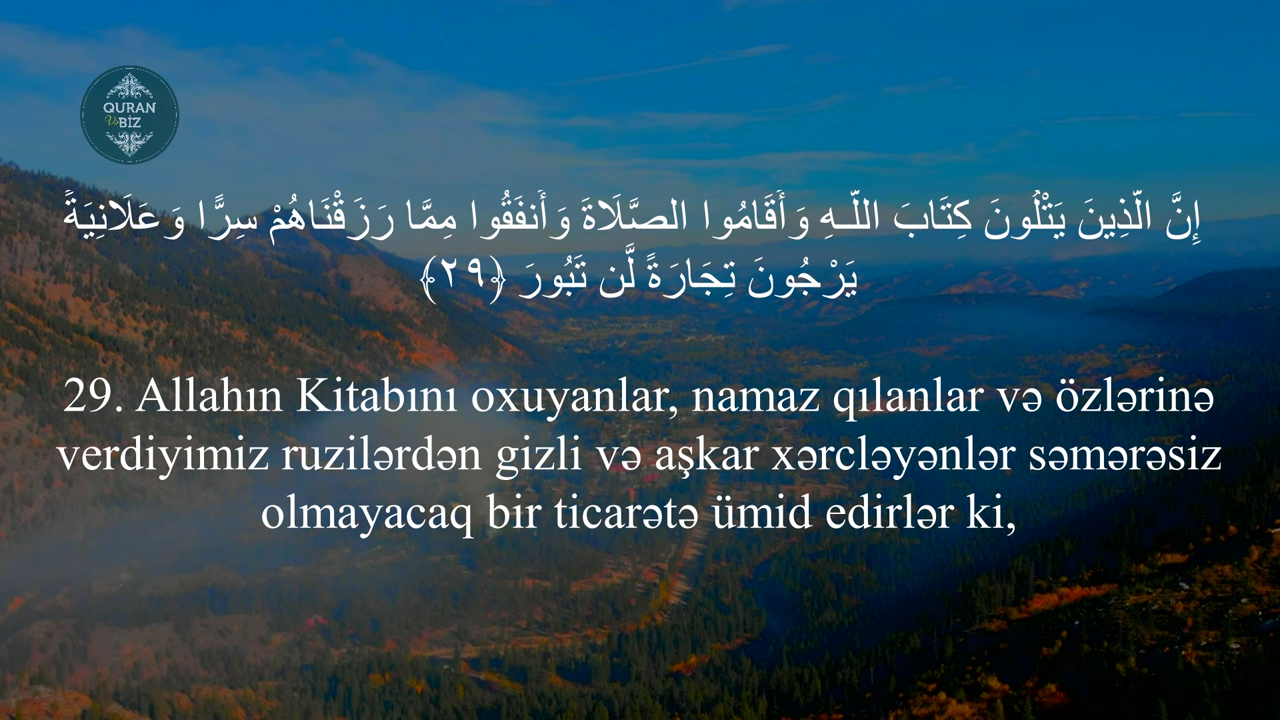 QURAN
Və BİZ
إِنَّ الَّذِينَ يَتْلُونَ كِتَابَ اللَّـهِ وَأَقَامُوا الصَّلَاةَ وَأَنفَقُوا مِمَّا رَزَقْنَاهُمْ سِرًّا وَعَلَانِيَةً
يَرْجُونَ تِجَارَةً لَّن تَبُورَ ﴿٢٩﴾
29. Allahın Kitabını oxuyanlar, namaz qılanlar və özlərinə
verdiyimiz ruzilərdən gizli və aşkar xərcləyənlər səmərəsiz
olmayacaq bir ticarətə ümid edirlər ki,